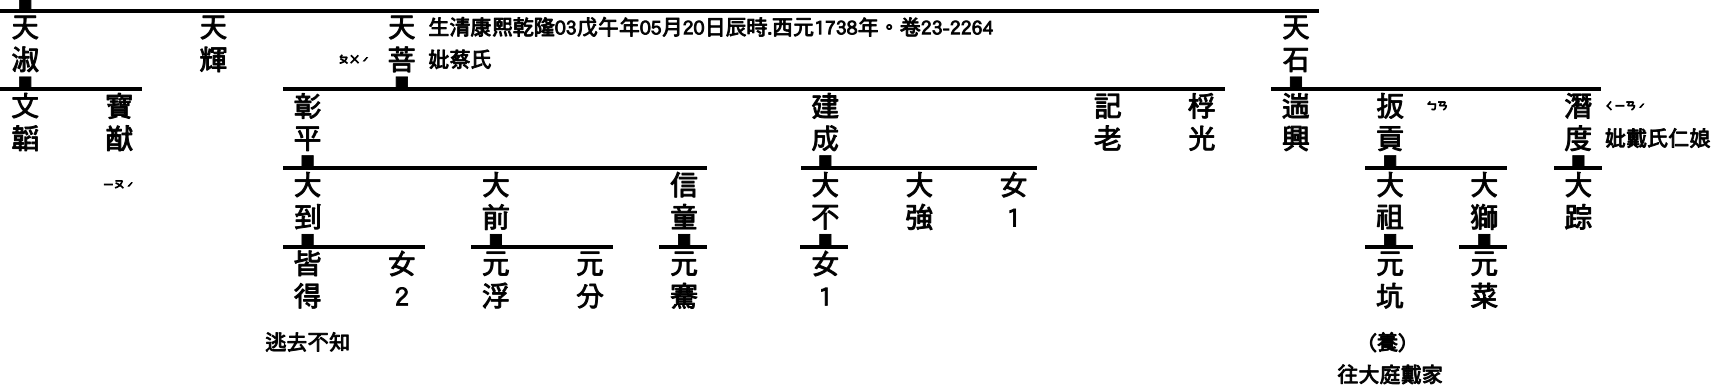 天淑
天輝
天菩 ㄆㄨˊ
生清康熙乾隆03戊午年05月20日辰時.西元1738年。卷23-2264
妣蔡氏
天石
文韜
寶猷 ㄧㄡˊ
彰平
建成
記老
桴光
遄興
扳貢 ㄅㄢ
潛度 ㄑㄧㄢˊ
妣戴氏仁娘
大到
大前
信童
大不
大強
女1
大祖
大獅
大踪
皆得
女2
元浮
元分
元騫
女1
元坑
元菜
逃去不知
(養)
往大庭戴家